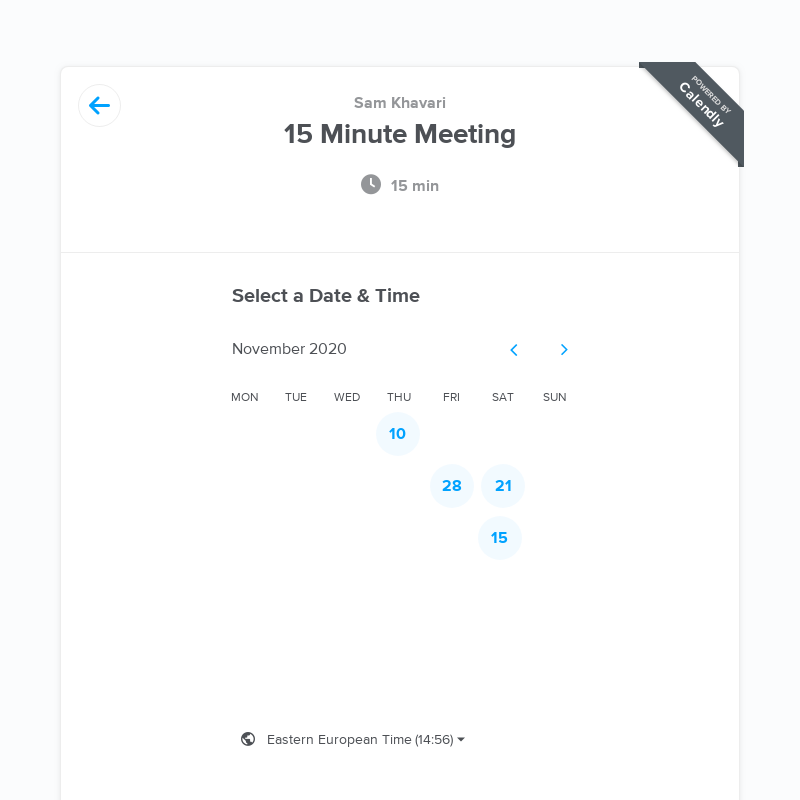 Sam Khavari
15 Minute Meeting
15 min
POWERED BY
Calendly
Select a Date & Time
November 2020
MON TUE WED THU FRI SAT SUN
10
28 21
15
Eastern European Time (14:56)